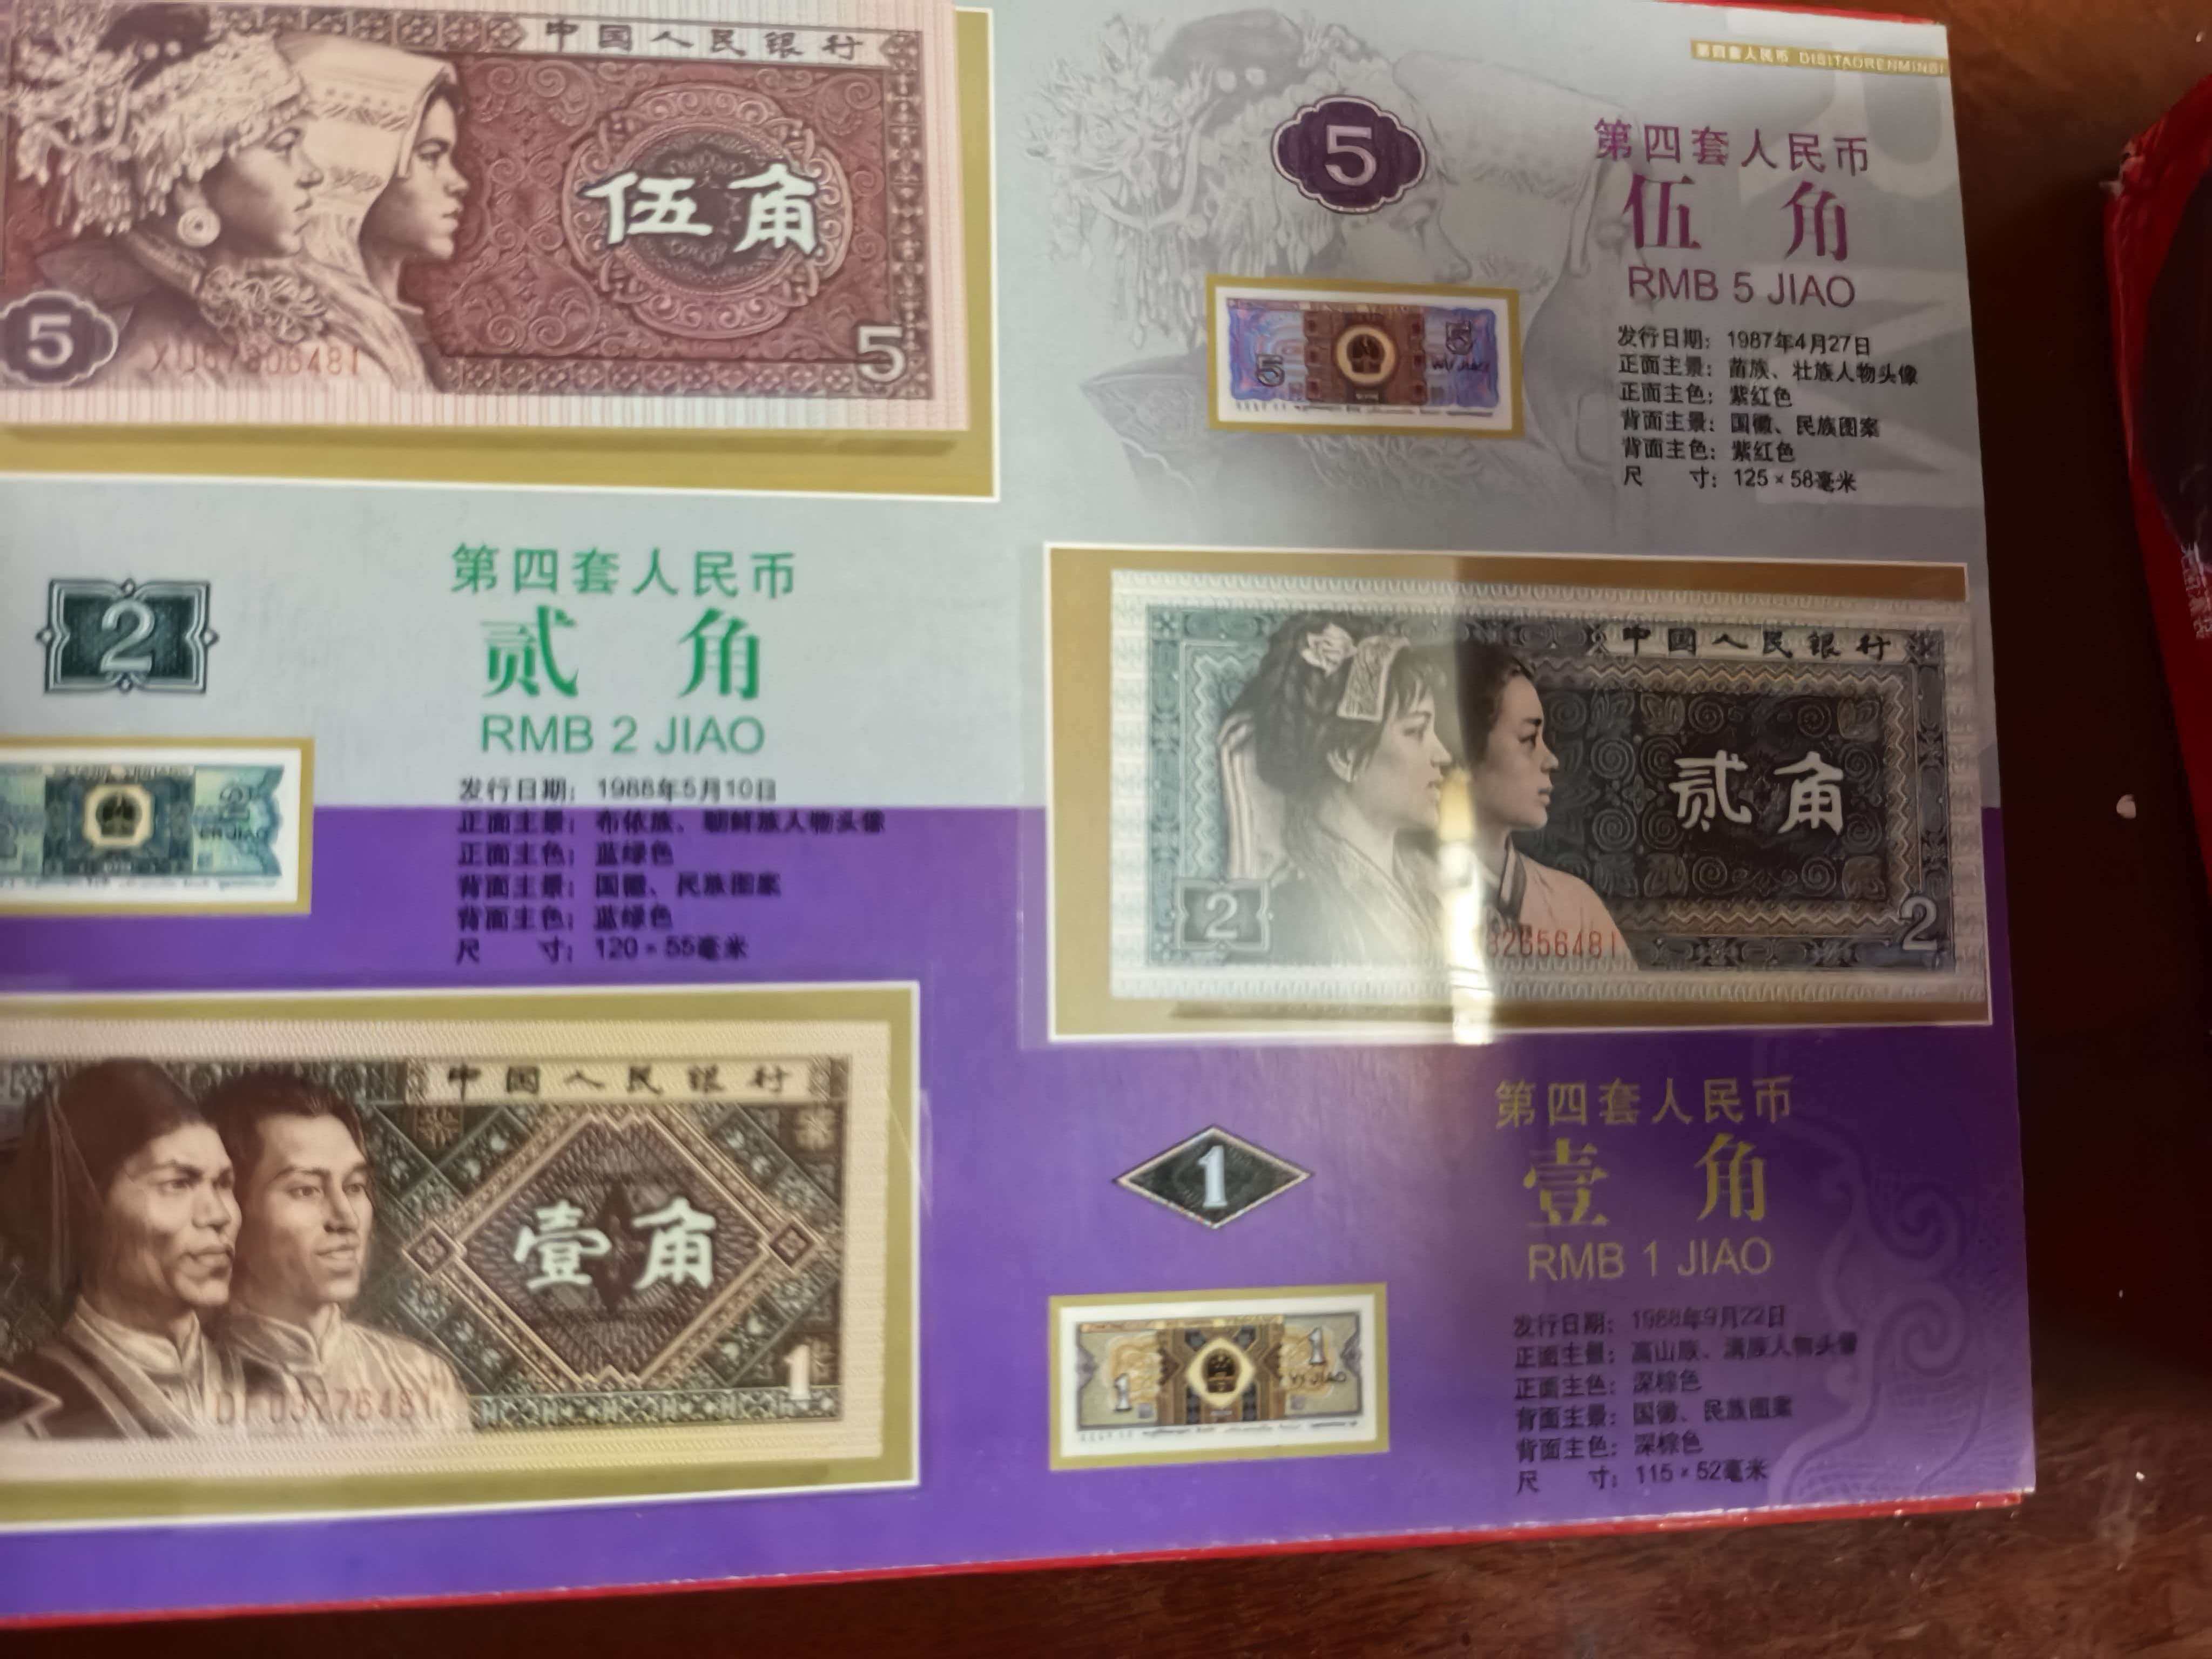 中国人民银行
伍角
5
5
第四套人民币 DISITAORENMINBI
5
第四套人民币
伍角
RMB 5 JIAO
5
5
WU JIAO
发行日期：1987年4月27日
正面主景：苗族、壮族人物头像
正面主色：紫红色
背面主景：国徽、民族图案
背面主色：紫红色
尺寸：125×58毫米
2
第四套人民币
贰角
RMB 2 JIAO
2
发行日期：1988年5月10日
正面主景：布依族、朝鲜族人物头像
正面主色：蓝绿色
背面主景：国徽、民族图案
背面主色：蓝绿色
尺寸：120×55毫米
中国人民银行
贰角
2
2656481
2
中国人民银行
壹角
1
1
第四套人民币
壹角
RMB 1 JIAO
1
1
YI JIAO
发行日期：1988年9月22日
正面主景：高山族、满族人物头像
正面主色：深棕色
背面主景：国徽、民族图案
背面主色：深棕色
尺寸：115×52毫米